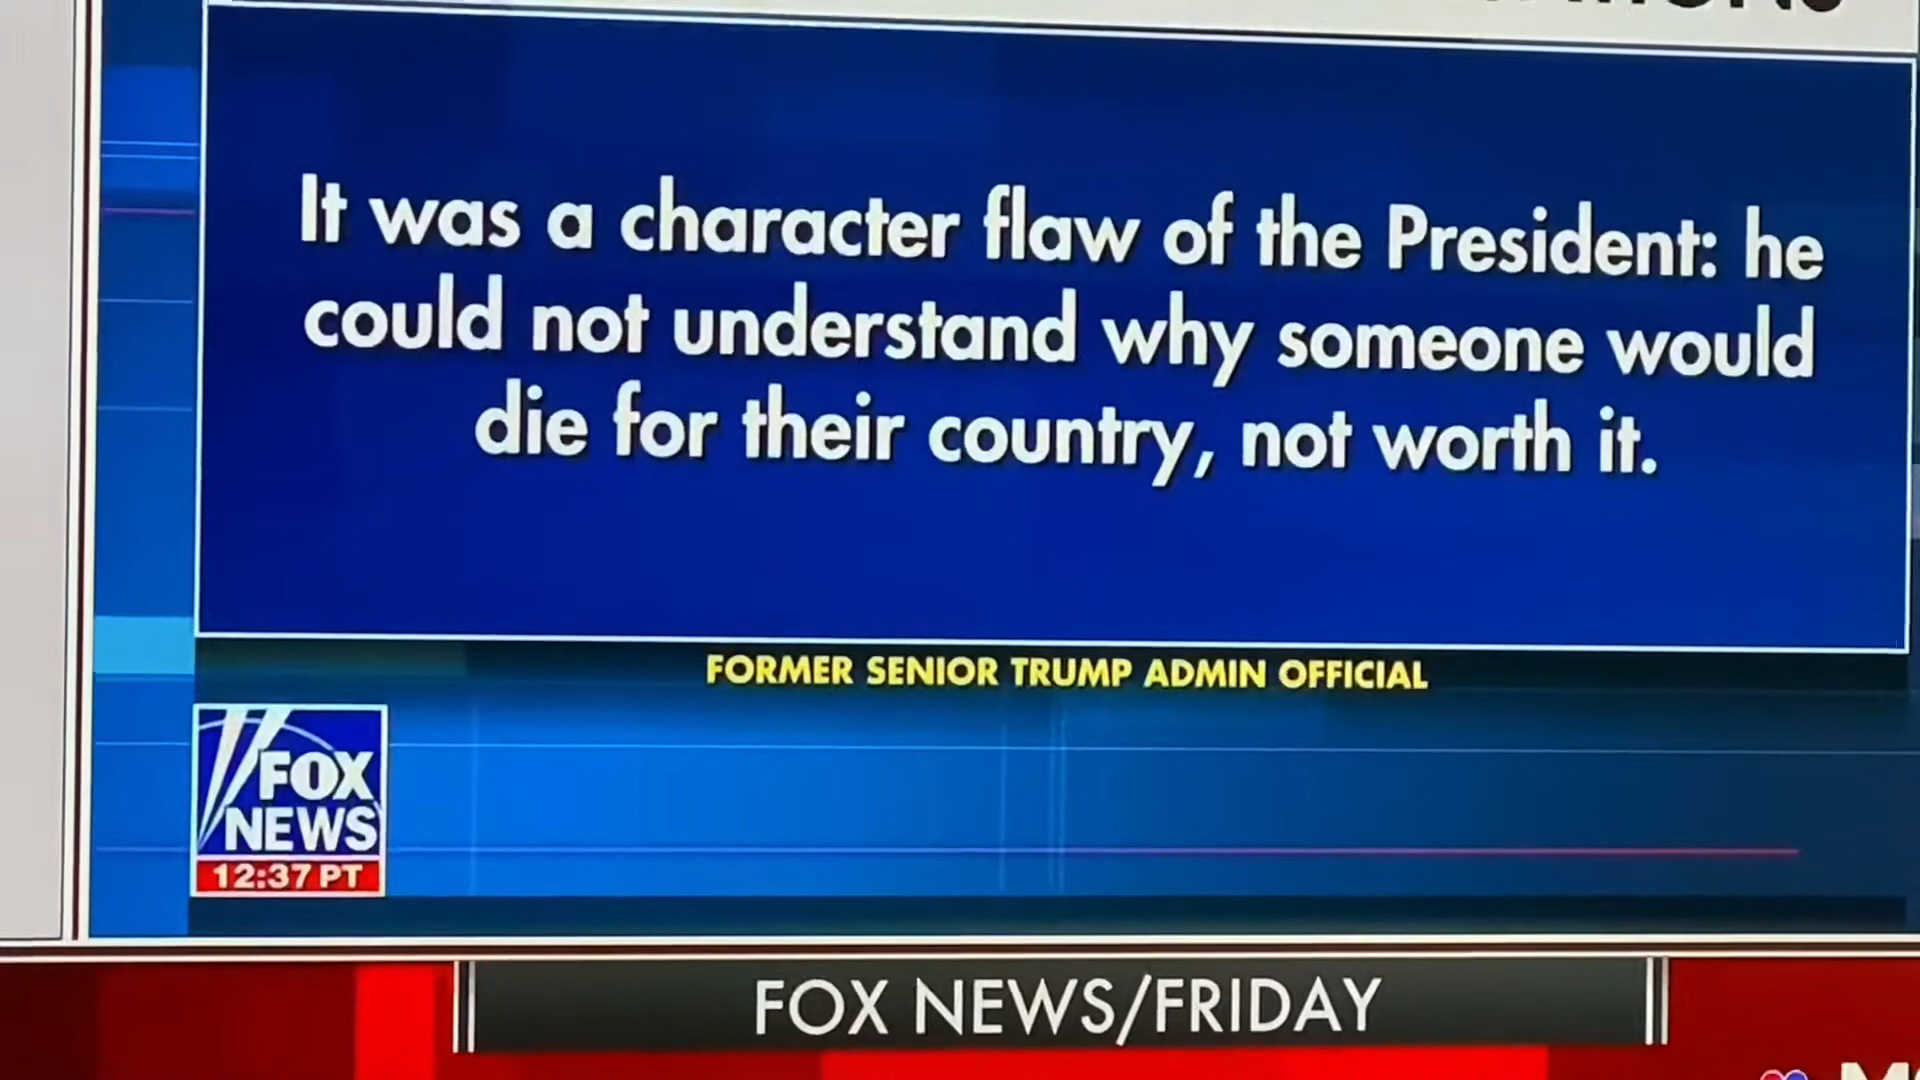 It was a character flaw of the President: he
could not understand why someone would
die for their country, not worth it.
FORMER SENIOR TRUMP ADMIN OFFICIAL
FOX
NEWS
12:37 PT
FOX NEWS/FRIDAY